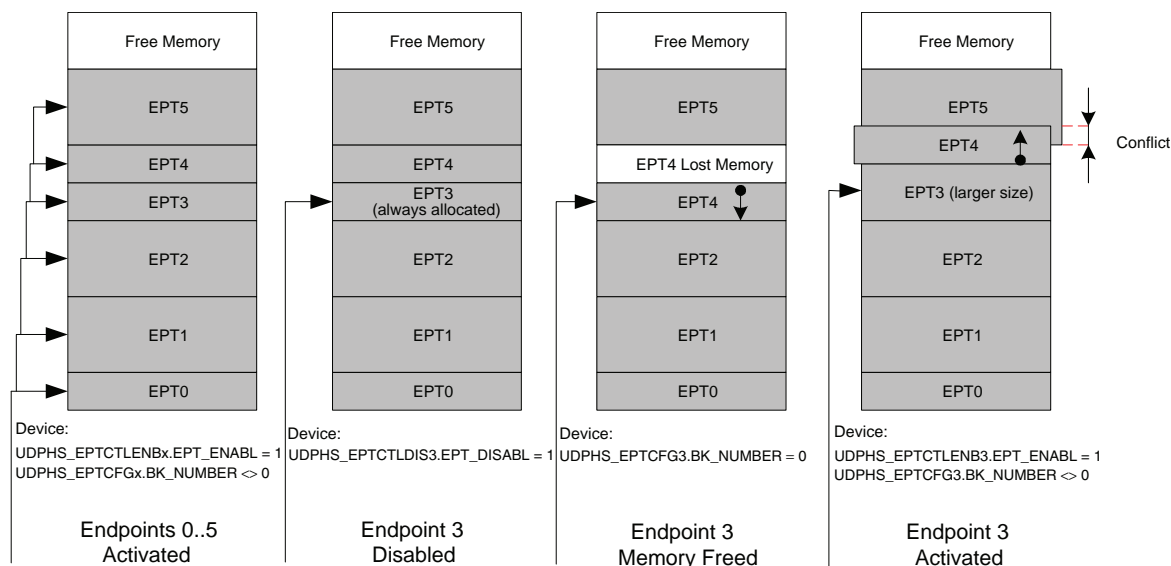 Free Memory
EPT5
EPT4
EPT3
EPT2
EPT1
EPT0
Device:
UDPHS_EPTCTLENBx.EPT_ENABL = 1
UDPHS_EPTCFGx.BK_NUMBER <> 0
Endpoints 0..5
Activated
Free Memory
EPT5
EPT4
EPT3
(always allocated)
EPT2
EPT1
EPT0
Device:
UDPHS_EPTCTLDIS3.EPT_DISABL = 1
Endpoint 3
Disabled
Free Memory
EPT5
EPT4 Lost Memory
EPT4
EPT2
EPT1
EPT0
Device:
UDPHS_EPTCFG3.BK_NUMBER = 0
Endpoint 3
Memory Freed
Free Memory
EPT5
EPT4
Conflict
EPT3 (larger size)
EPT2
EPT1
EPT0
Device:
UDPHS_EPTCTLENB3.EPT_ENABL = 1
UDPHS_EPTCFG3.BK_NUMBER <> 0
Endpoint 3
Activated